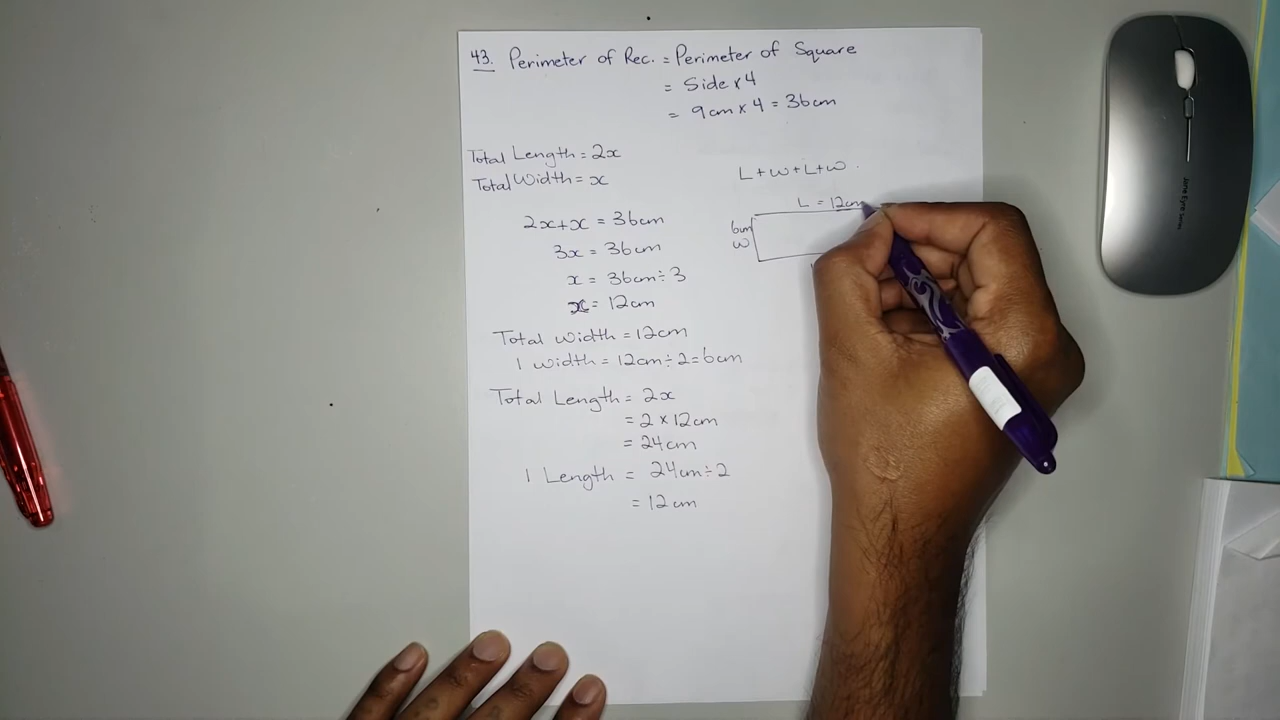 43. Perimeter of Rec. = Perimeter of Square
= Side x 4
= 9cm x 4 = 36cm
Total Length = 2x
Total Width = x
2x+x = 36cm
3x = 36cm
x = 36cm ÷ 3
x = 12cm
Total width = 12cm
1 width = 12cm ÷ 2 = 6cm
Total Length = 2x
= 2 x 12cm
= 24cm
1 Length = 24cm ÷ 2
= 12cm
L + W + L + W
L = 12cm
6cm
W